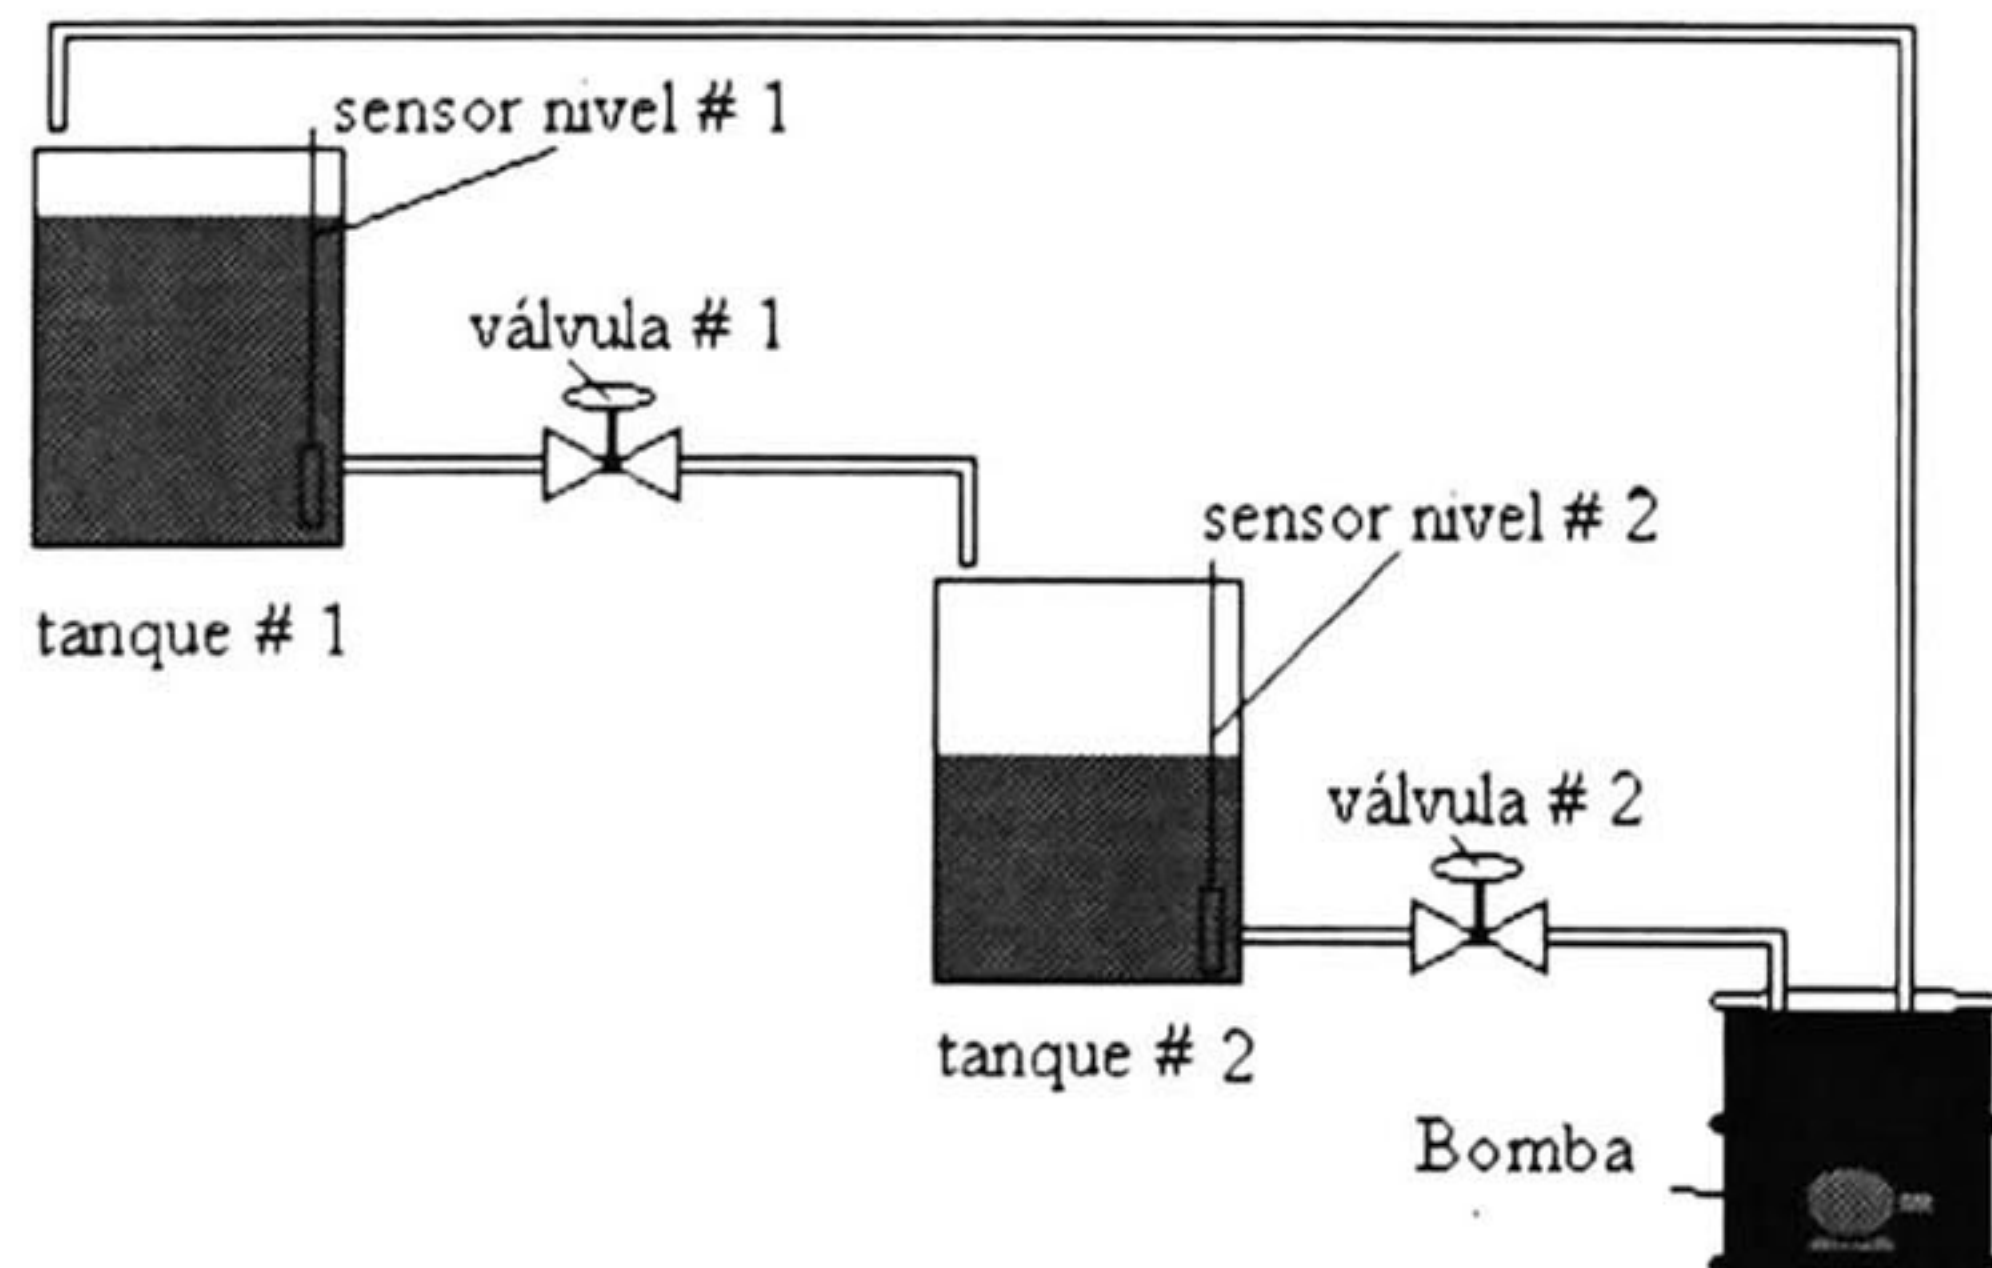 sensor nivel # 1
válvula # 1
sensor nivel # 2
tanque # 1
válvula # 2
tanque # 2
Bomba